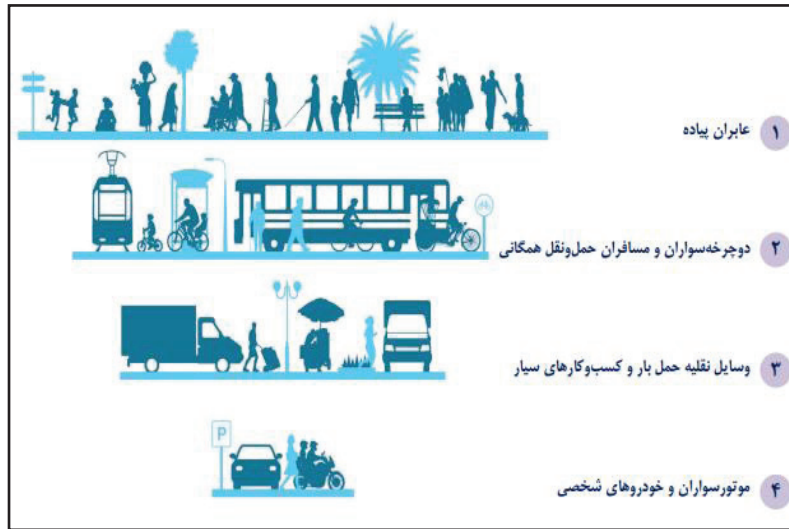 ۱ عابران پیاده
۲ دوچرخه‌سواران و مسافران حمل‌ونقل همگانی
۳ وسایل نقلیه حمل بار و کسب‌وکارهای سیار
P
۴ موتورسواران و خودروهای شخصی